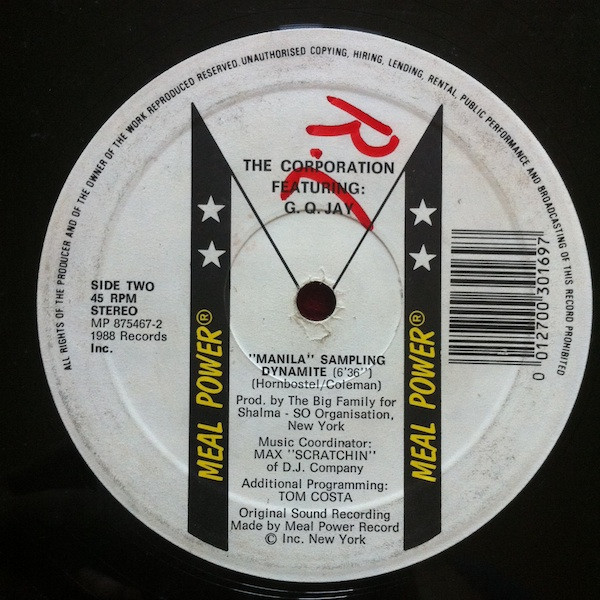 ALL RIGHTS OF THE PRODUCER AND OF THE OWNER OF THE WORK REPRODUCED RESERVED. UNAUTHORISED COPYING, HIRING, LENDING, RENTAL, PUBLIC PERFORMANCE AND BROADCASTING OF THIS RECORD PROHIBITED
THE CORPORATION
FEATURING:
G. Q. JAY
SIDE TWO
45 RPM
STEREO
MP 875467-2
1988 Records
Inc.
MEAL POWER®
MEAL POWER®
0 012700 301697
"MANILA" SAMPLING
DYNAMITE (6'36")
(Hornbostel/Coleman)
Prod. by The Big Family for
Shalma - SO Organisation,
New York
Music Coordinator:
MAX "SCRATCHIN"
of D.J. Company
Additional Programming:
TOM COSTA
Original Sound Recording
Made by Meal Power Record
© Inc. New York